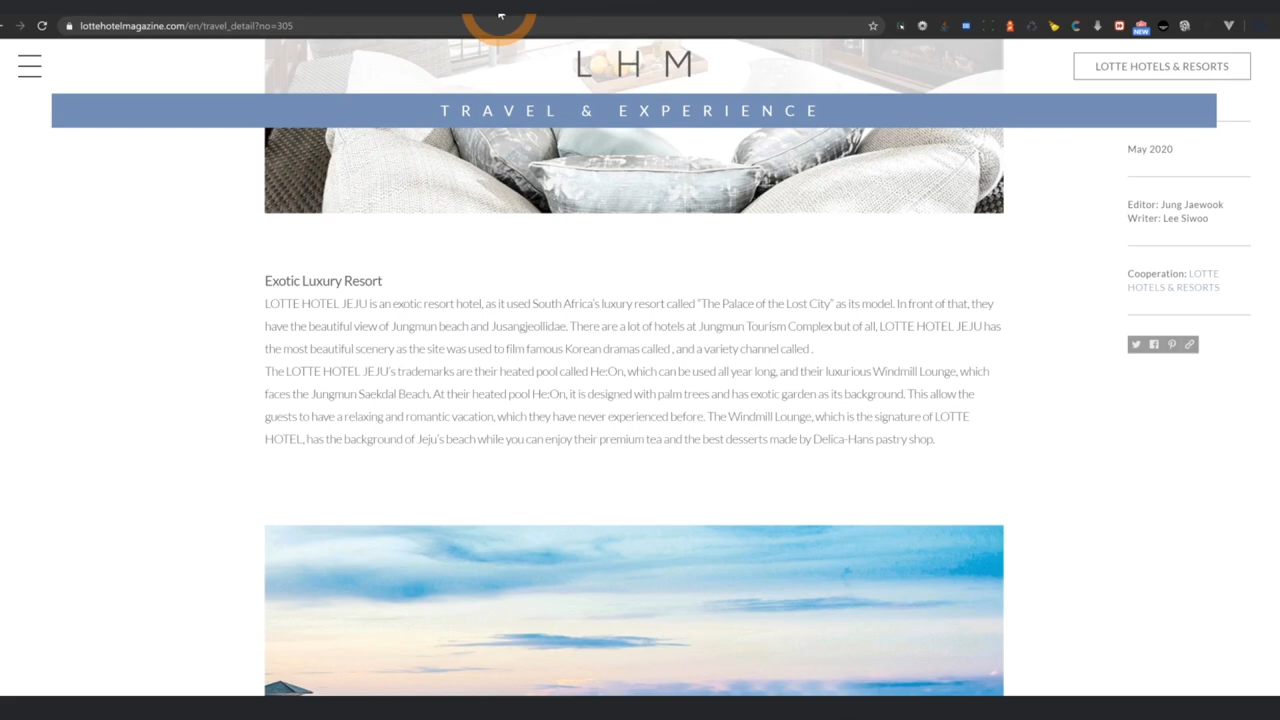 lottehotelmagazine.com/en/travel_detail?no=305
NEW
L H M
LOTTE HOTELS & RESORTS
TRAVEL & EXPERIENCE
May 2020
Editor: Jung Jaewook
Writer: Lee Siwoo
Cooperation: LOTTE
HOTELS & RESORTS
Exotic Luxury Resort
LOTTE HOTEL JEJU is an exotic resort hotel, as it used South Africa's luxury resort called "The Palace of the Lost City" as its model. In front of that, they
have the beautiful view of Jungmun beach and Jusangjeollidae. There are a lot of hotels at Jungmun Tourism Complex but of all, LOTTE HOTEL JEJU has
the most beautiful scenery as the site was used to film famous Korean dramas called , and a variety channel called .
The LOTTE HOTEL JEJU's trademarks are their heated pool called He:On, which can be used all year long, and their luxurious Windmill Lounge, which
faces the Jungmun Saekdal Beach. At their heated pool He:On, it is designed with palm trees and has exotic garden as its background. This allow the
guests to have a relaxing and romantic vacation, which they have never experienced before. The Windmill Lounge, which is the signature of LOTTE
HOTEL, has the background of Jeju's beach while you can enjoy their premium tea and the best desserts made by Delica-Hans pastry shop.